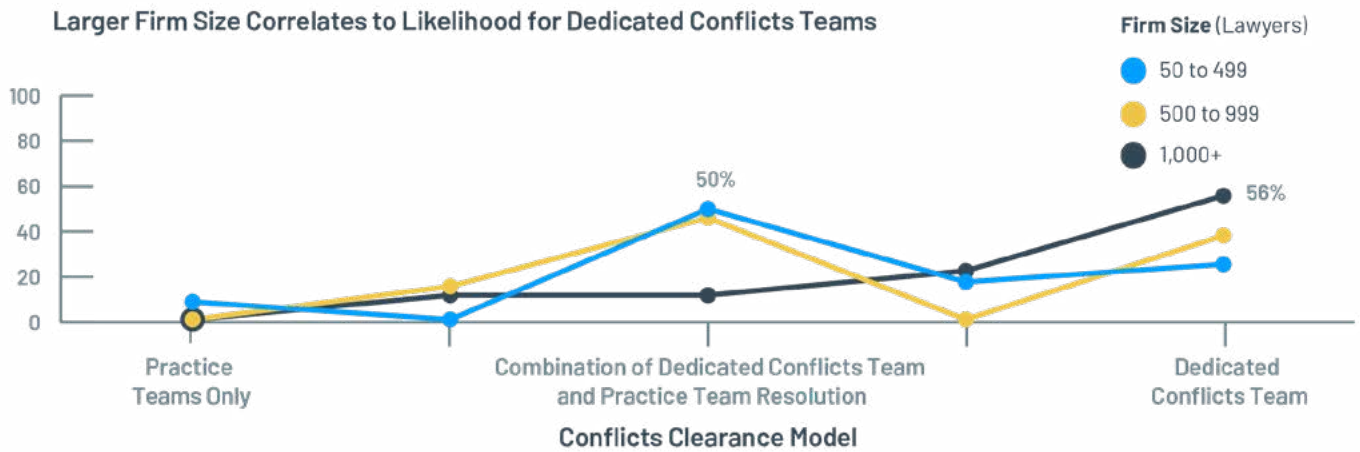 Larger Firm Size Correlates to Likelihood for Dedicated Conflicts Teams
Firm Size (Lawyers)
50 to 499
500 to 999
1,000+
100
80
60
40
20
0
50%
56%
Practice
Teams Only
Combination of Dedicated Conflicts Team
and Practice Team Resolution
Dedicated
Conflicts Team
Conflicts Clearance Model